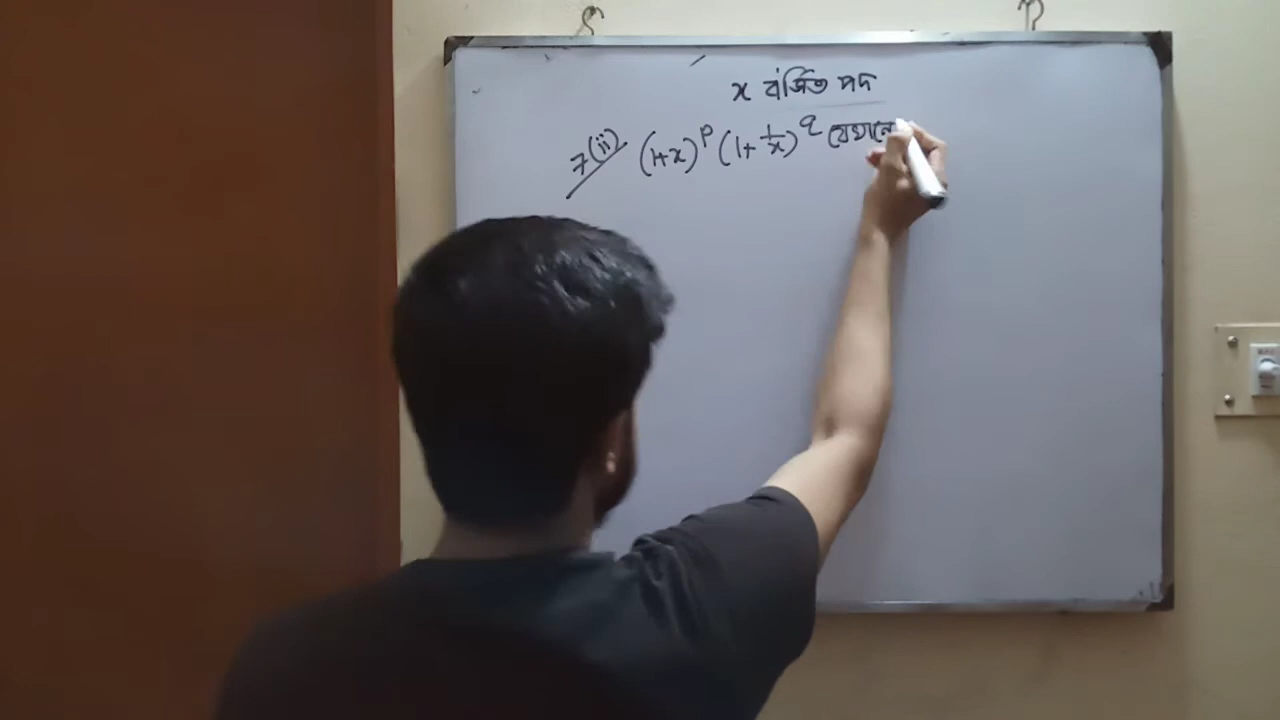 x বর্জিত পদ
7(ii) (1+x)^p (1+1/x)^q যেখানে